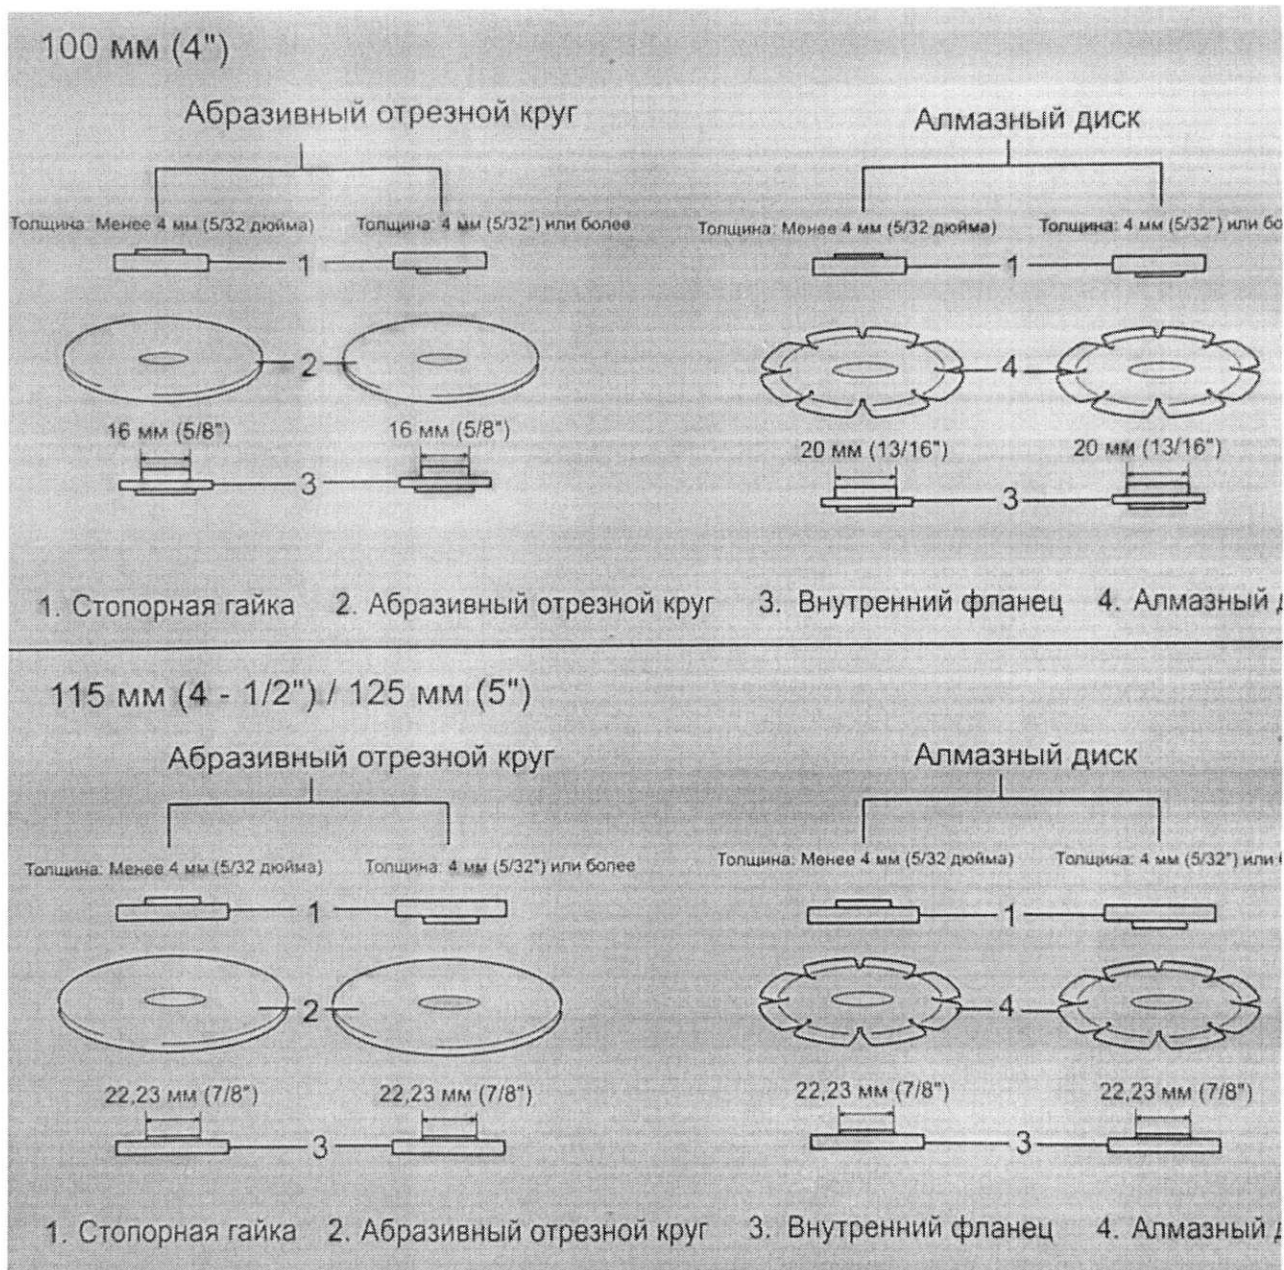 100 мм (4")
Абразивный отрезной круг
Алмазный диск
Толщина: Менее 4 мм (5/32 дюйма)
Толщина: 4 мм (5/32") или более
Толщина: Менее 4 мм (5/32 дюйма)
Толщина: 4 мм (5/32") или бо
1
1
2
4
16 мм (5/8")
16 мм (5/8")
20 мм (13/16")
20 мм (13/16")
3
3
1. Стопорная гайка 2. Абразивный отрезной круг 3. Внутренний фланец 4. Алмазный
115 мм (4 - 1/2") / 125 мм (5")
Абразивный отрезной круг
Алмазный диск
Толщина: Менее 4 мм (5/32 дюйма)
Толщина: 4 мм (5/32") или более
Толщина: Менее 4 мм (5/32 дюйма)
Толщина: 4 мм (5/32") или
1
1
2
4
22,23 мм (7/8")
22,23 мм (7/8")
22,23 мм (7/8")
22,23 мм (7/8")
3
3
1. Стопорная гайка 2. Абразивный отрезной круг 3. Внутренний фланец 4. Алмазный